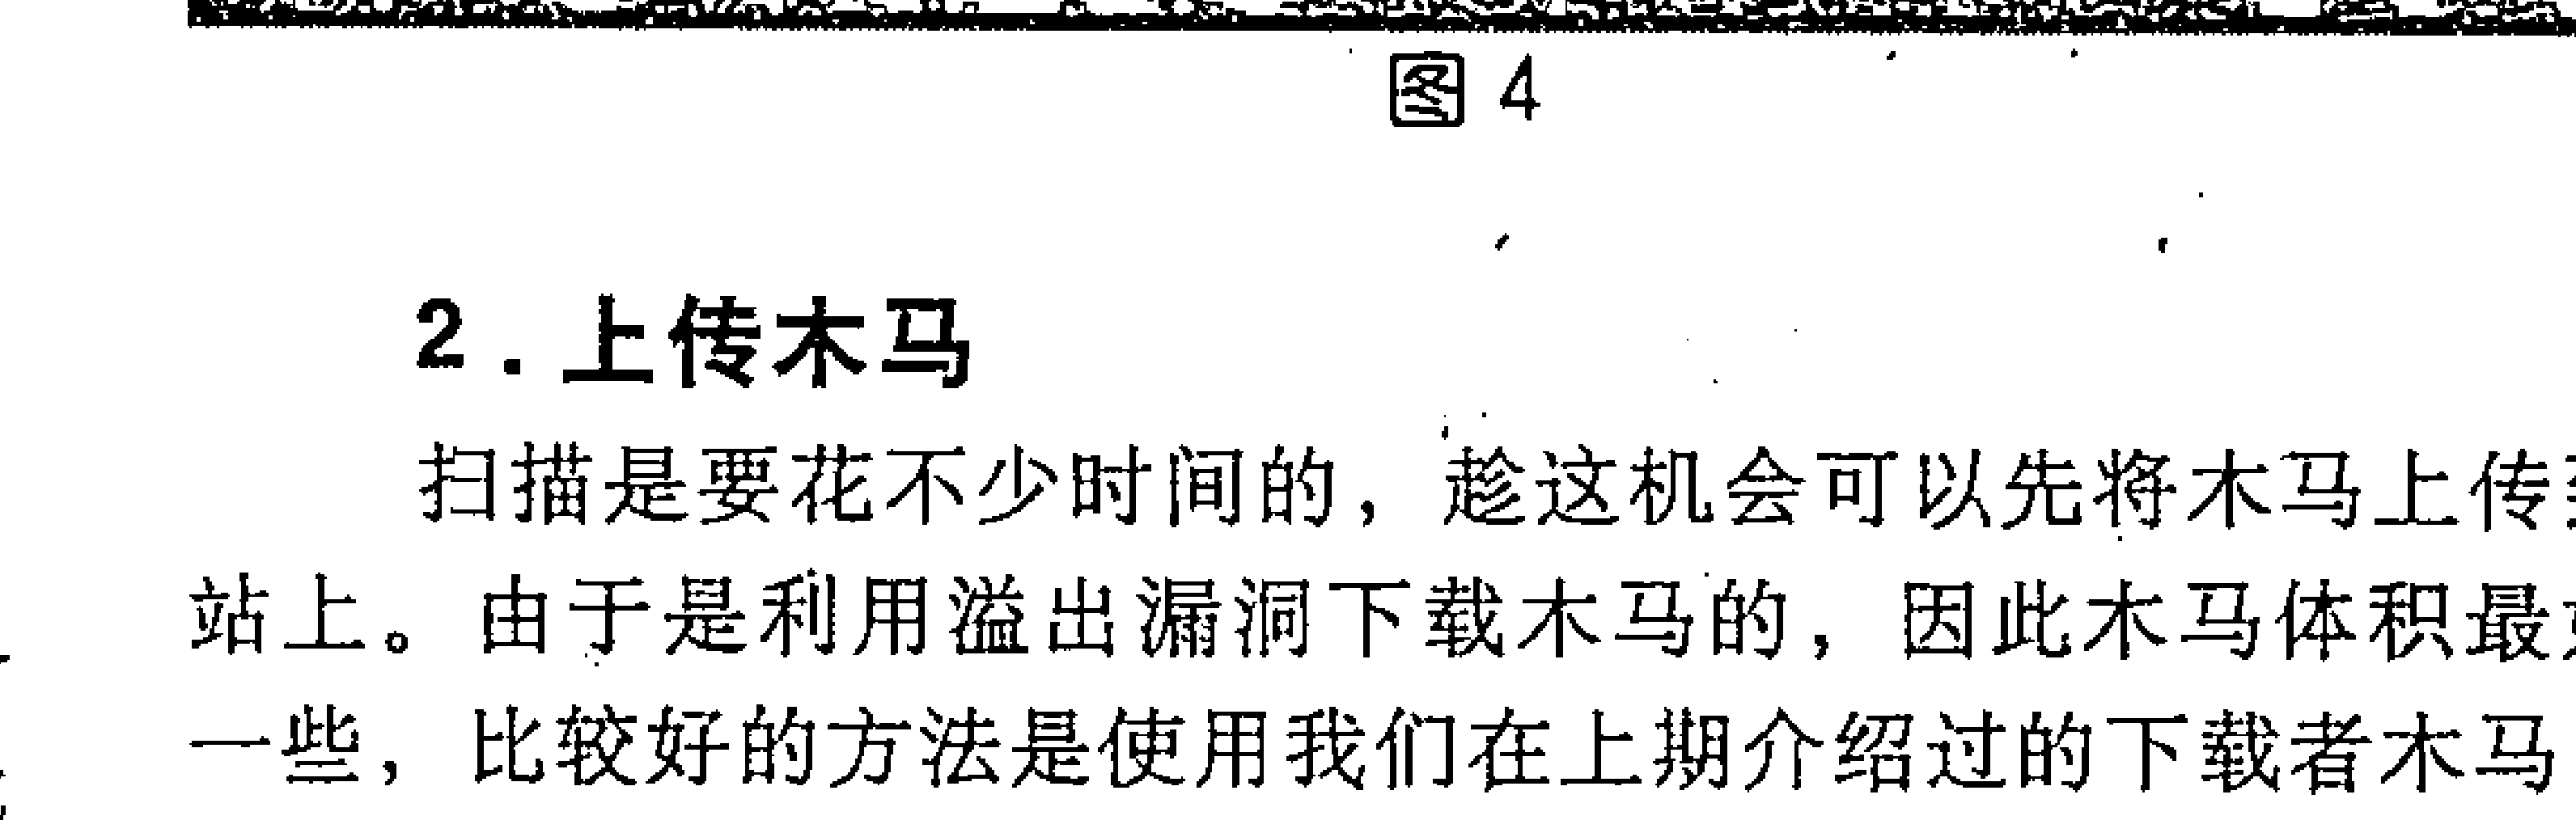 图 4
2．上传木马
扫描是要花不少时间的，趁这机会可以先将木马上传
站上。由于是利用溢出漏洞下载木马的，因此木马体积最
一些，比较好的方法是使用我们在上期介绍过的下载者木马